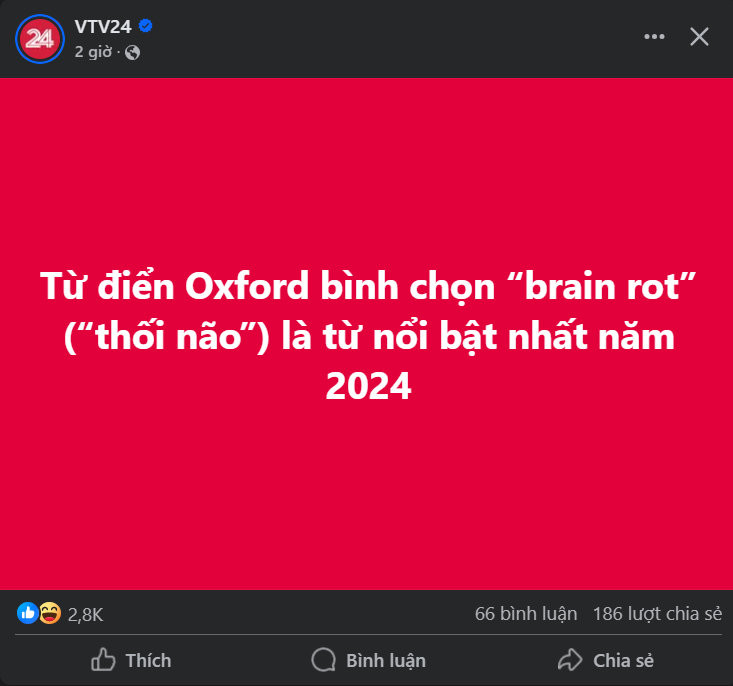 24
VTV24
2 giờ ·
Từ điển Oxford bình chọn “brain rot”
(“thối não”) là từ nổi bật nhất năm
2024
2,8K
66 bình luận 186 lượt chia sẻ
Thích
Bình luận
Chia sẻ